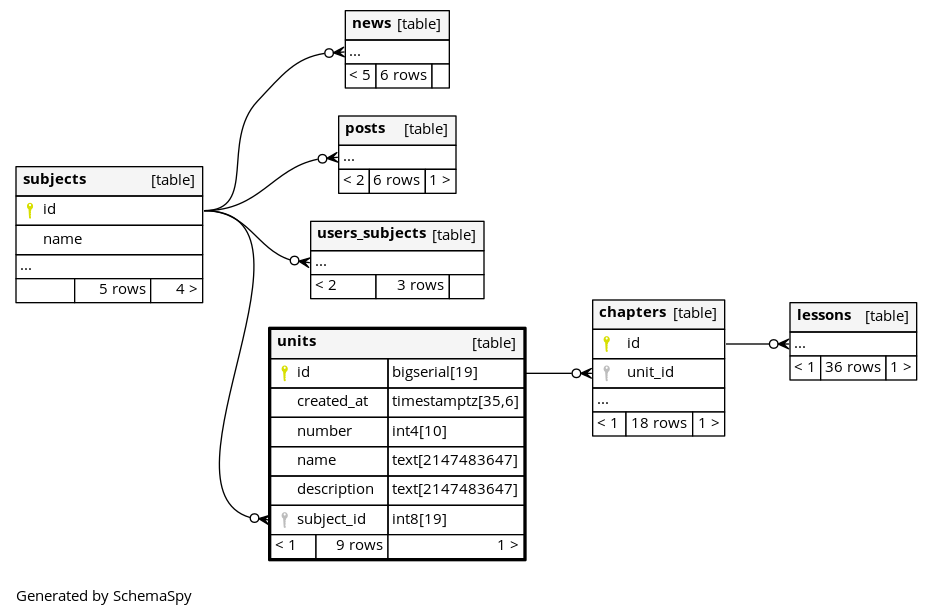 news [table]
...
< 5 6 rows
posts [table]
...
< 2 6 rows 1 >
subjects [table]
id
name
...
5 rows 4 >
users_subjects [table]
...
< 2 3 rows
units [table]
id bigserial[19]
created_at timestamptz[35,6]
number int4[10]
name text[2147483647]
description text[2147483647]
subject_id int8[19]
< 1 9 rows 1 >
chapters [table]
id
unit_id
...
< 1 18 rows 1 >
lessons [table]
...
< 1 36 rows 1 >
Generated by SchemaSpy